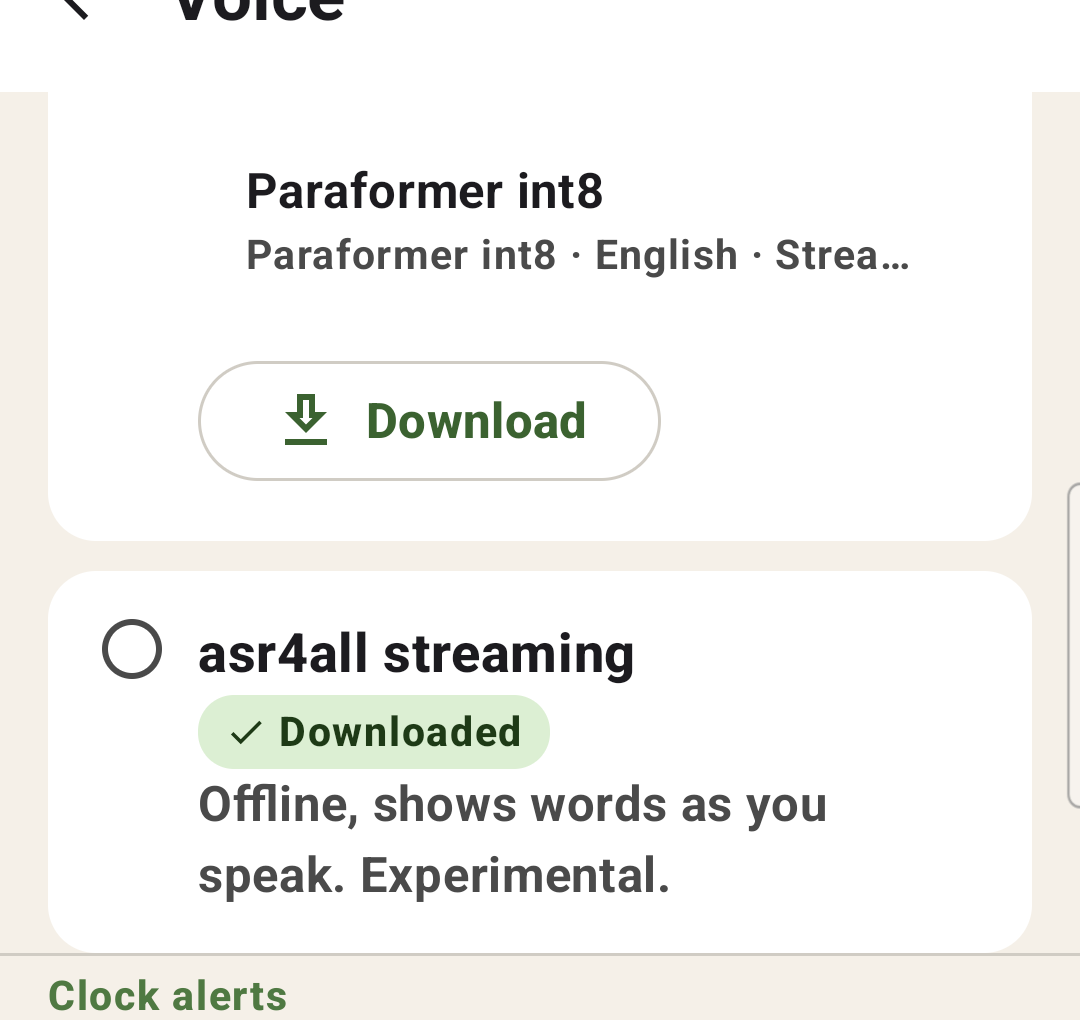 Voice
Paraformer int8
Paraformer int8 · English · Strea…
Download
asr4all streaming
Downloaded
Offline, shows words as you
speak. Experimental.
Clock alerts